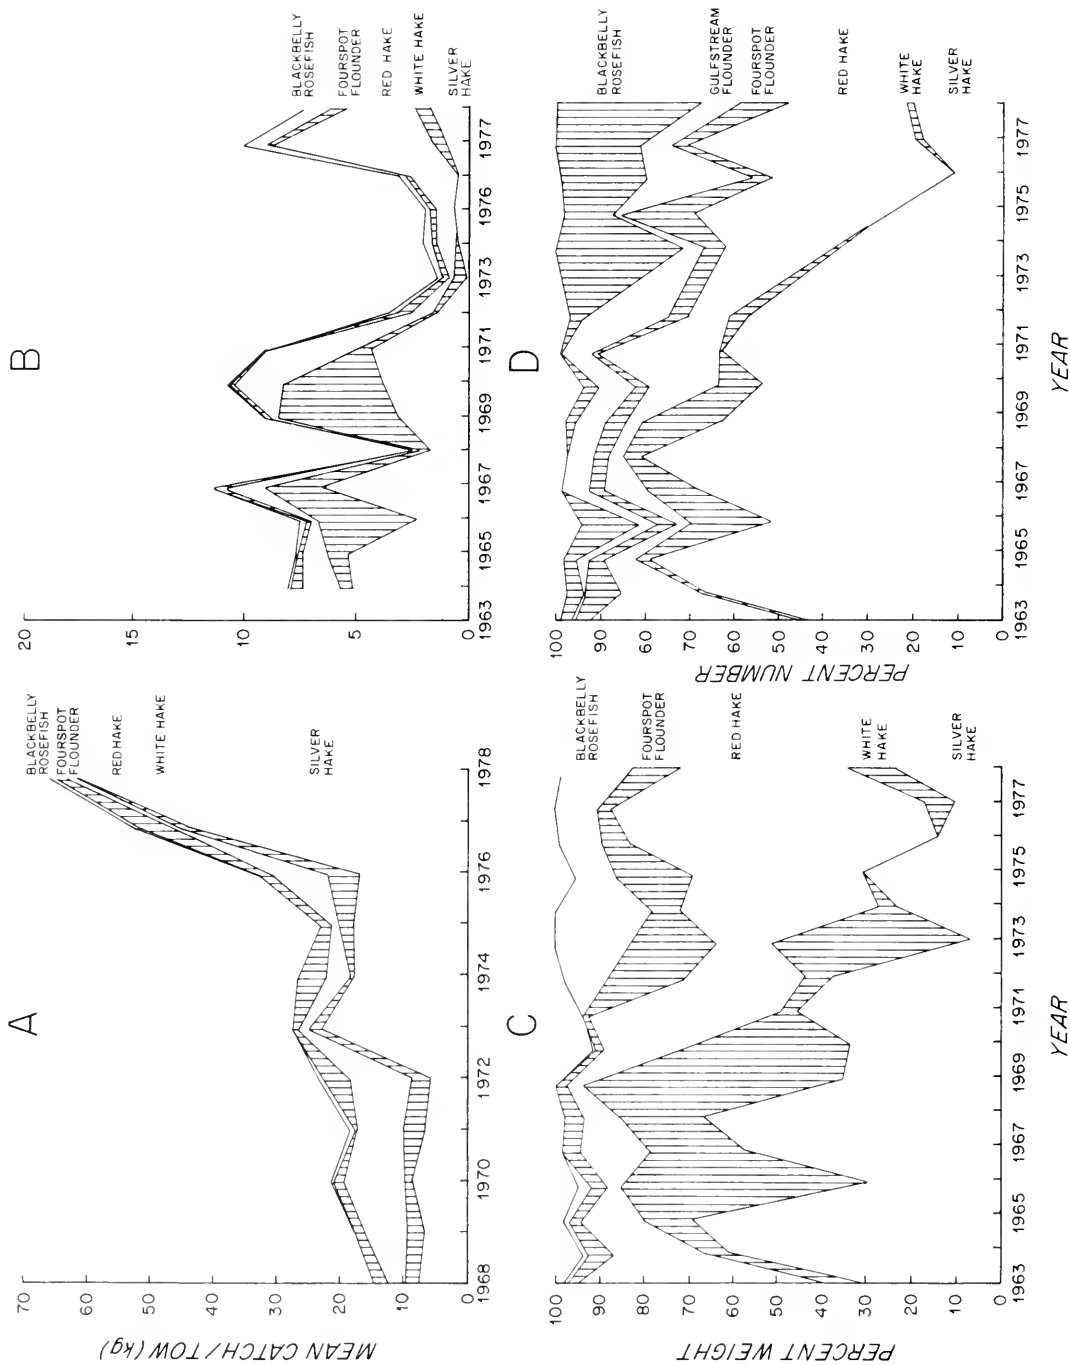 A
MEAN CATCH/TOW (kg)
70
60
50
40
30
20
10
0
1968
1970
1972
1974
1976
1978
BLACKBELLY
ROSEFISH
FOURSPOT
FLOUNDER
RED HAKE
WHITE HAKE
SILVER
HAKE
B
20
15
10
5
0
1963
1965
1967
1969
1971
1973
1976
1977
BLACKBELLY
ROSEFISH
FOURSPOT
FLOUNDER
RED HAKE
WHITE HAKE
SILVER
HAKE
C
PERCENT WEIGHT
100
90
80
70
60
50
40
30
20
10
0
1963
1965
1967
1969
1971
1973
1975
1977
YEAR
BLACKBELLY
ROSEFISH
FOURSPOT
FLOUNDER
RED HAKE
WHITE
HAKE
SILVER
HAKE
D
PERCENT NUMBER
100
90
80
70
60
50
40
30
20
10
0
1963
1965
1967
1969
1971
1973
1975
1977
YEAR
BLACKBELLY
ROSEFISH
GULFSTREAM
FLOUNDER
FOURSPOT
FLOUNDER
RED HAKE
WHITE
HAKE
SILVER
HAKE